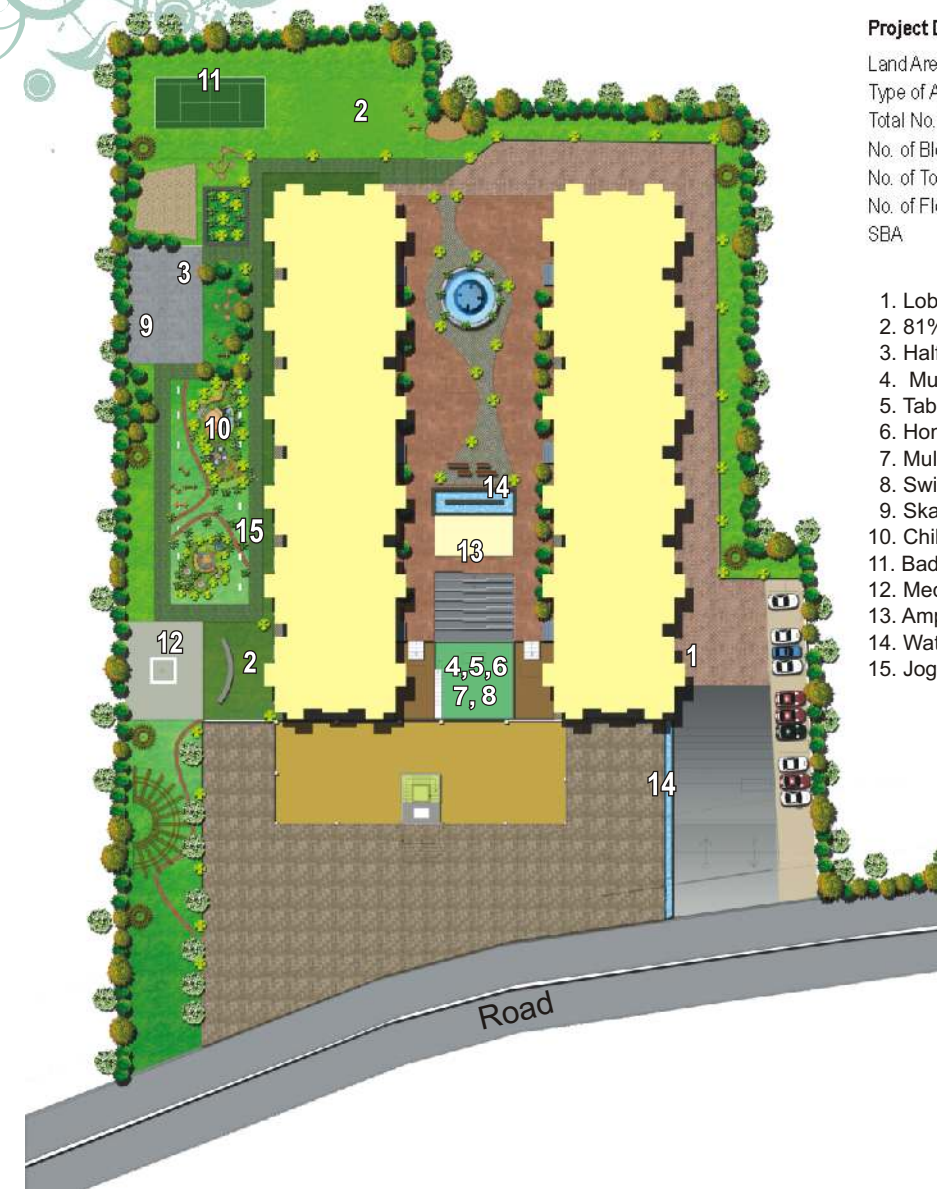 Project D
Land Are
Type of A
Total No.
No. of Blo
No. of To
No. of Flo
SBA
1. Lob
2. 81%
3. Half
4. Mu
5. Tab
6. Hor
7. Mul
8. Swi
9. Ska
10. Chil
11. Bad
12. Med
13. Amp
14. Wat
15. Jog
11
2
3
9
10
14
15
13
12
2
4,5,6
7, 8
1
14
Road